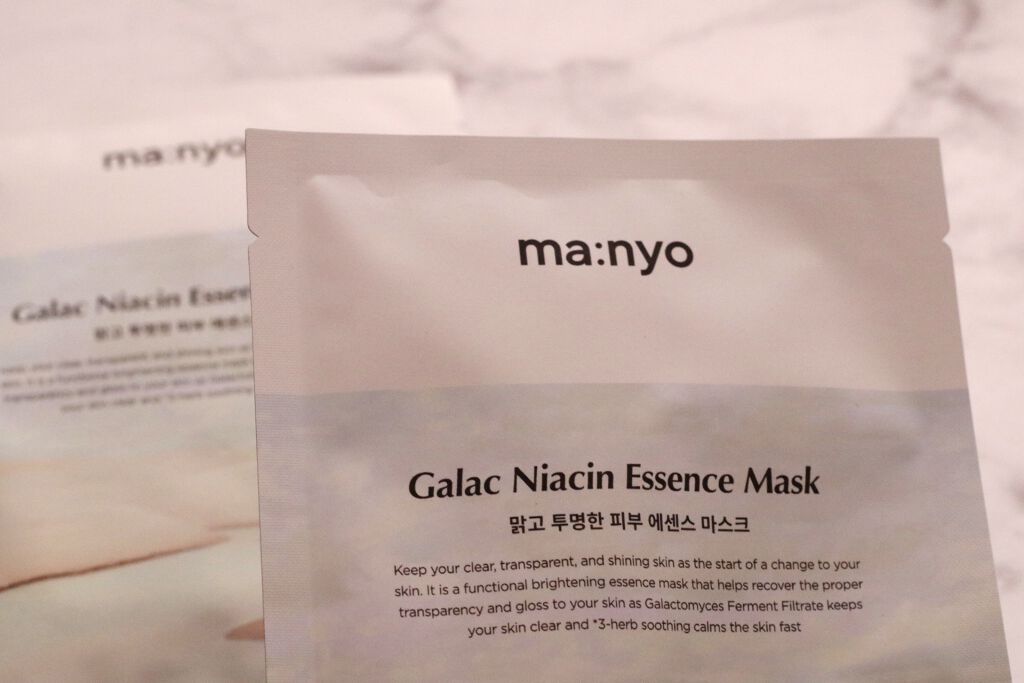 ma:nyo
Galac Niacin Essen
ma:nyo
Galac Niacin Essence Mask
맑고 투명한 피부 에센스 마스크
Keep your clear, transparent, and shining skin as the start of a change to your
skin. It is a functional brightening essence mask that helps recover the proper
transparency and gloss to your skin as Galactomyces Ferment Filtrate keeps
your skin clear and *3-herb soothing calms the skin fast